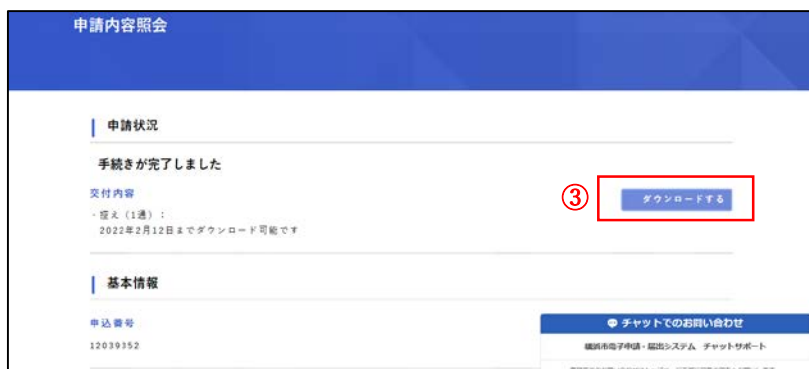 申請内容照会
申請状況
手続きが完了しました
交付内容
・控え（1通）：
2022年2月12日までダウンロード可能です
③
ダウンロードする
基本情報
申込番号
12039352
チャットでのお問い合わせ
横浜市電子申請・届出システム チャットサポート